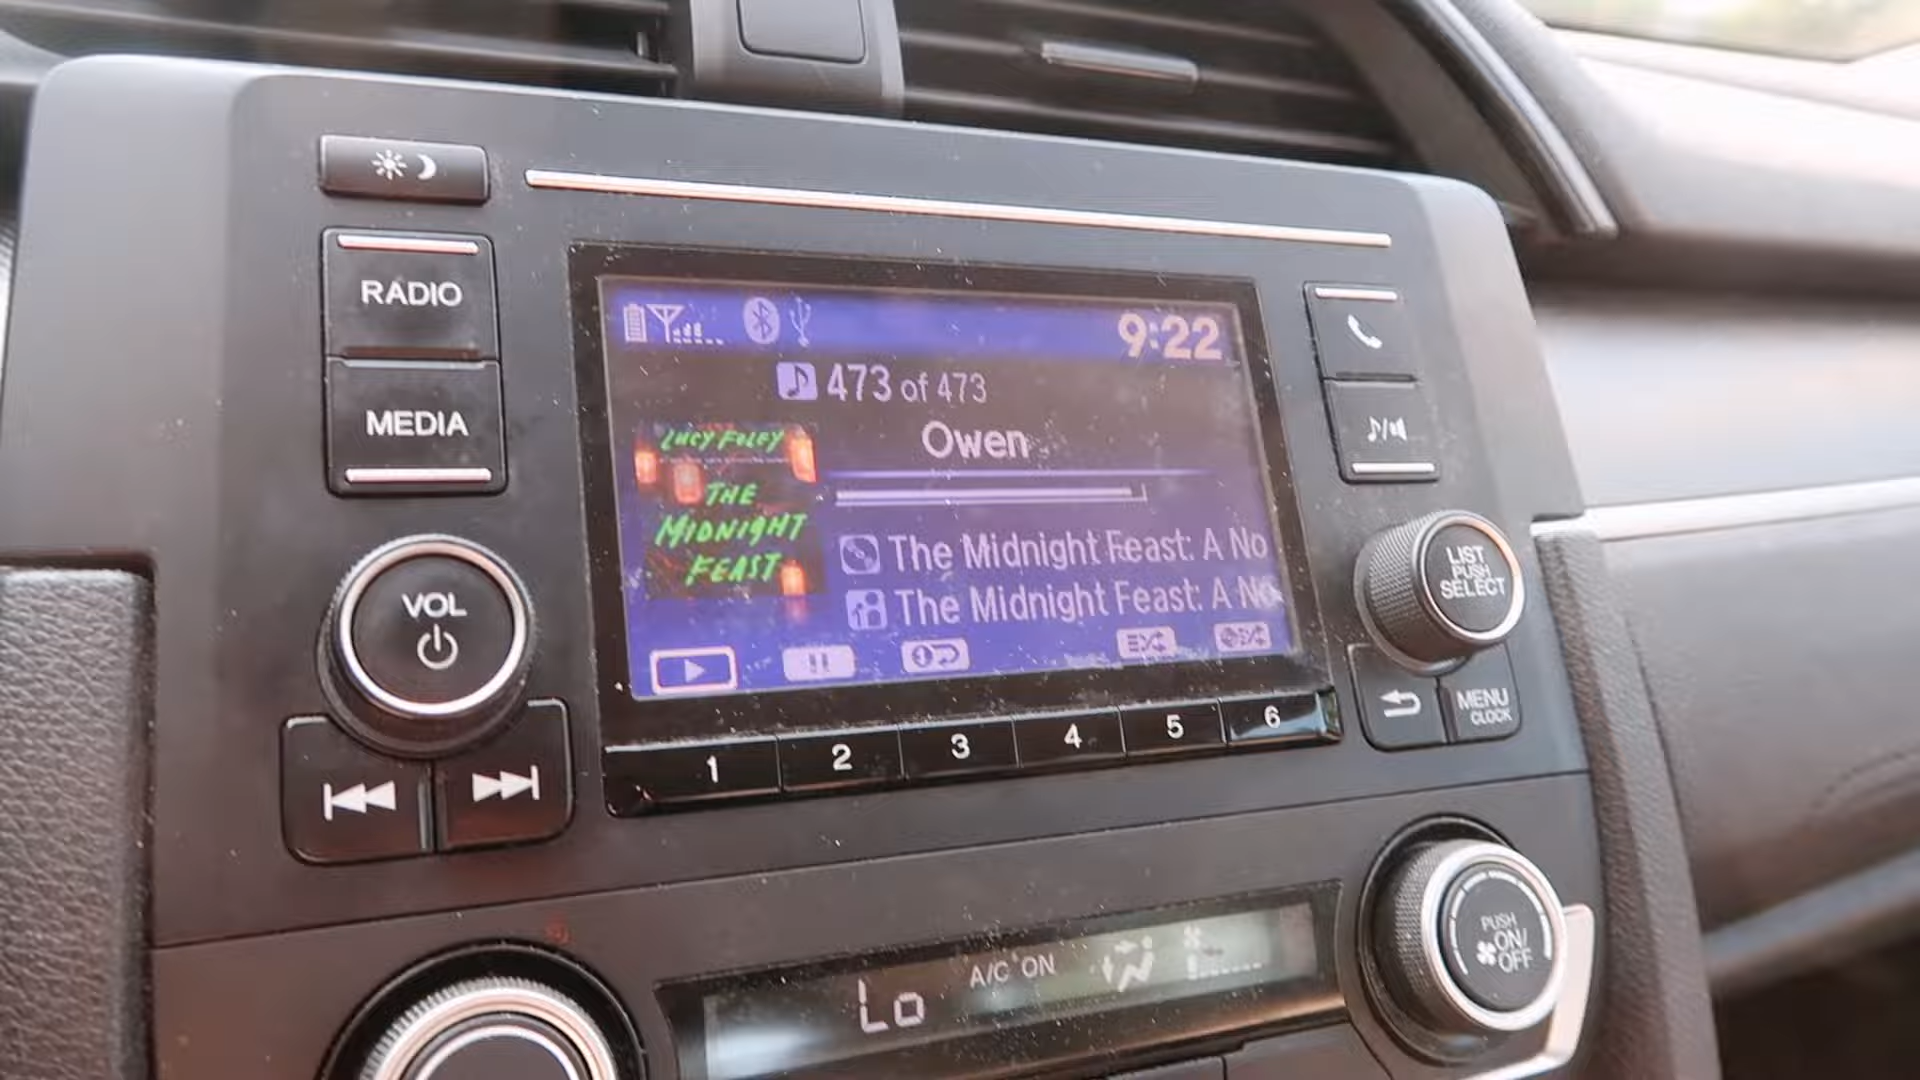 RADIO
MEDIA
VOL
9:22
473 of 473
Owen
LUCY FOLEY
THE
MIDNIGHT
FEAST
The Midnight Feast: A No
The Midnight Feast: A No
1 2 3 4 5 6
LIST
PUSH
SELECT
MENU
CLOCK
Lo
A/C ON
PUSH
ON/
OFF